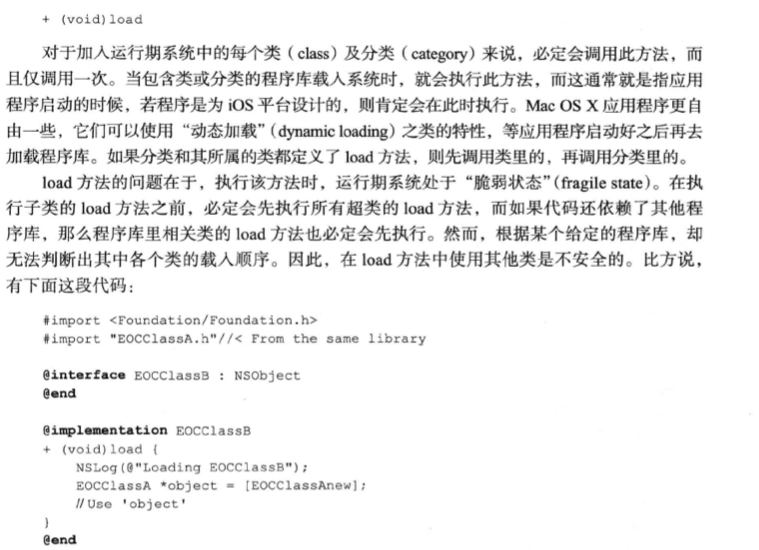 + (void)load
对于加入运行期系统中的每个类（class）及分类（category）来说，必定会调用此方法，而
且仅调用一次。当包含类或分类的程序库载入系统时，就会执行此方法，而这通常就是指应用
程序启动的时候，若程序是为 iOS 平台设计的，则肯定会在此时执行。Mac OS X 应用程序更自
由一些，它们可以使用“动态加载”（dynamic loading）之类的特性，等应用程序启动好之后再去
加载程序库。如果分类和其所属的类都定义了 load 方法，则先调用类里的，再调用分类里的。
load 方法的问题在于，执行该方法时，运行期系统处于“脆弱状态”（fragile state）。在执
行子类的 load 方法之前，必定会先执行所有超类的 load 方法，而如果代码还依赖了其他程
序库，那么程序库里相关类的 load 方法也必定会先执行。然而，根据某个给定的程序库，却
无法判断出其中各个类的载入顺序。因此，在 load 方法中使用其他类是不安全的。比方说，
有下面这段代码：
#import <Foundation/Foundation.h>
#import "EOCClassA.h"//< From the same library
@interface EOCClassB : NSObject
@end
@implementation EOCClassB
+ (void)load {
NSLog(@"Loading EOCClassB");
EOCClassA *object = [EOCClassAnew];
//Use 'object'
}
@end